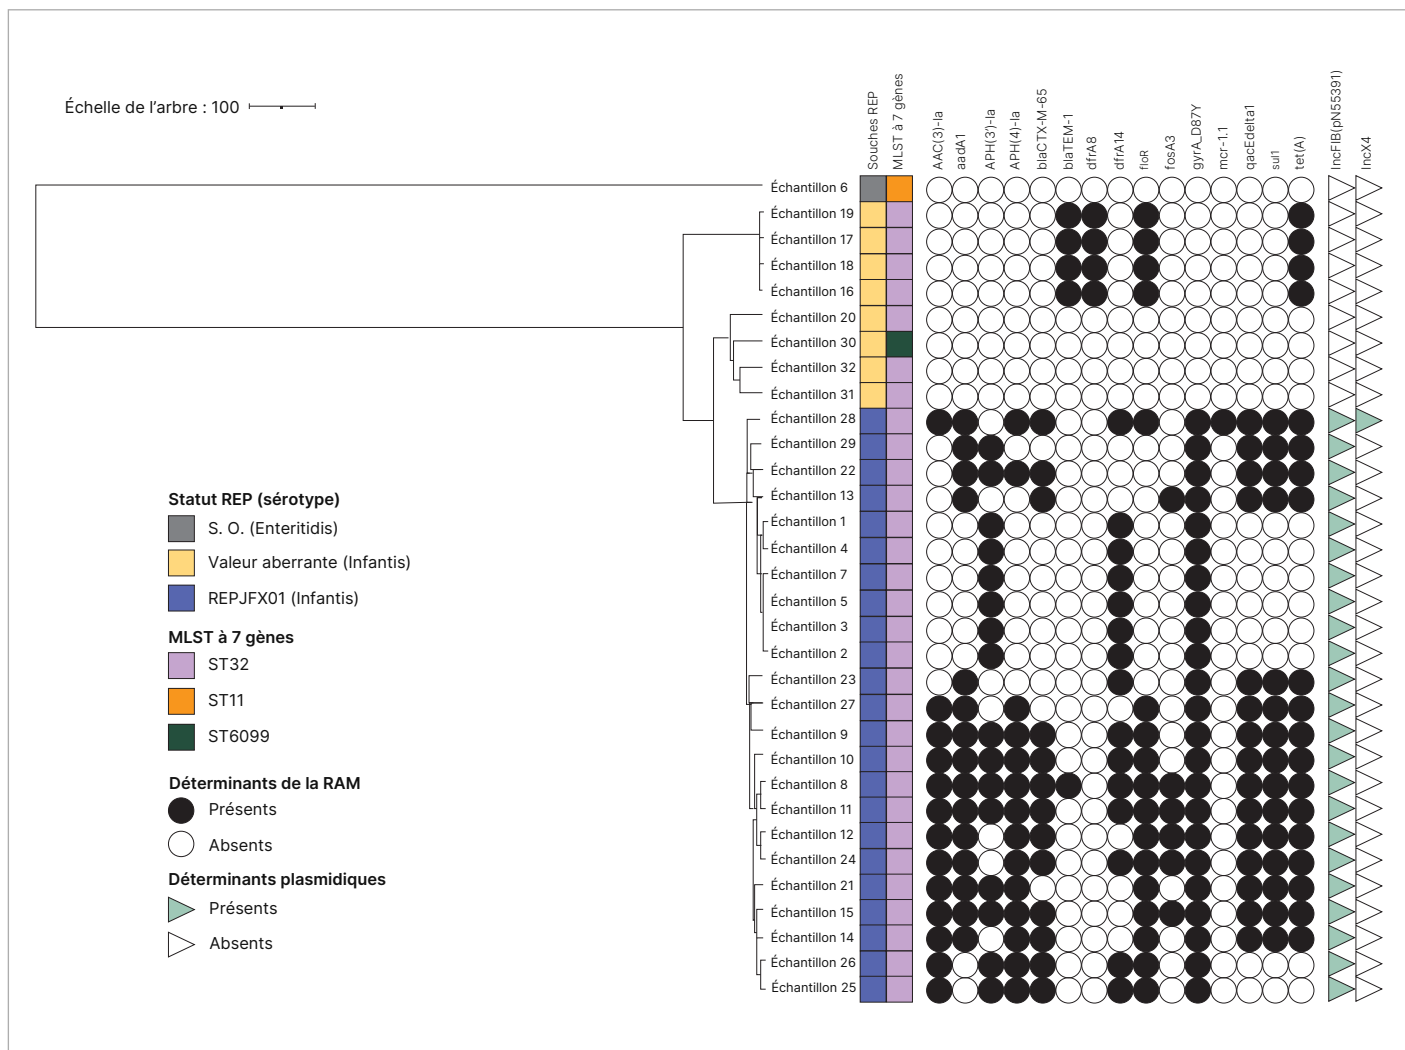 Échelle de l’arbre : 100
Souches REP
MLST à 7 gènes
AAC(3)-Ia
aadA1
APH(3’)-Ia
APH(4)-Ia
blaCTX-M-65
blaTEM-1
dfrA8
dfrA14
floR
fosA3
gyrA_D87Y
mcr-1.1
qacEdelta1
sul1
tet(A)
IncFIB(pN55391)
IncX4
Échantillon 6
Échantillon 19
Échantillon 17
Échantillon 18
Échantillon 16
Échantillon 20
Échantillon 30
Échantillon 32
Échantillon 31
Échantillon 28
Échantillon 29
Échantillon 22
Échantillon 13
Échantillon 1
Échantillon 4
Échantillon 7
Échantillon 5
Échantillon 3
Échantillon 2
Échantillon 23
Échantillon 27
Échantillon 9
Échantillon 10
Échantillon 8
Échantillon 11
Échantillon 12
Échantillon 24
Échantillon 21
Échantillon 15
Échantillon 14
Échantillon 26
Échantillon 25
Statut REP (sérotype)
S. O. (Enteritidis)
Valeur aberrante (Infantis)
REPJFX01 (Infantis)
MLST à 7 gènes
ST32
ST11
ST6099
Déterminants de la RAM
Présents
Absents
Déterminants plasmidiques
Présents
Absents